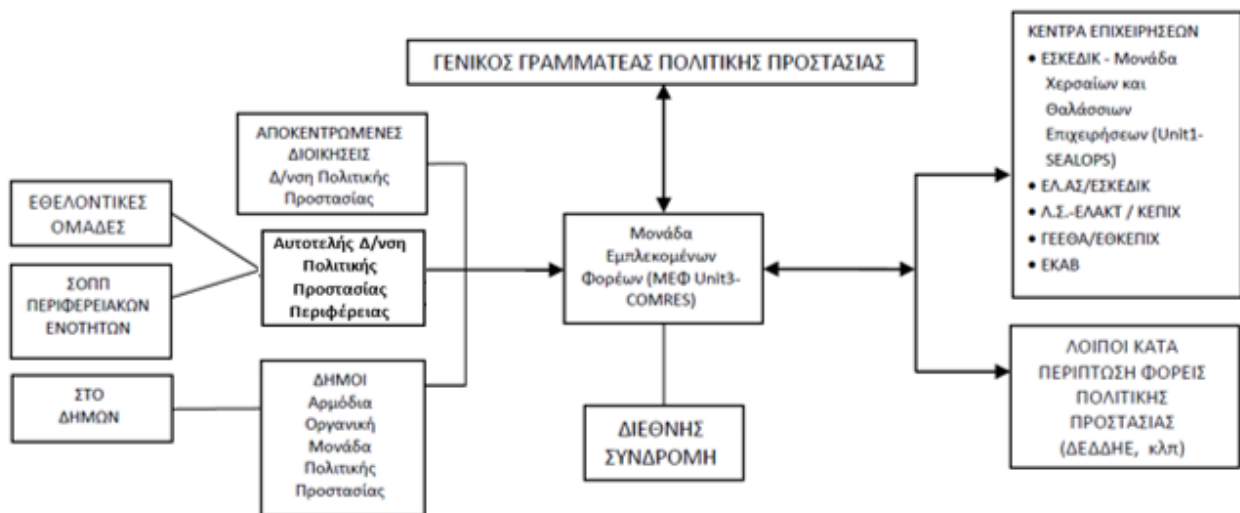 ΓΕΝΙΚΟΣ ΓΡΑΜΜΑΤΕΑΣ ΠΟΛΙΤΙΚΗΣ ΠΡΟΣΤΑΣΙΑΣ
ΑΠΟΚΕΝΤΡΩΜΕΝΕΣ
ΔΙΟΙΚΗΣΕΙΣ
Δ/νση Πολιτικής
Προστασίας
ΕΘΕΛΟΝΤΙΚΕΣ
ΟΜΑΔΕΣ
ΣΟΠΠ
ΠΕΡΙΦΕΡΕΙΑΚΩΝ
ΕΝΟΤΗΤΩΝ
ΣΤΟ
ΔΗΜΩΝ
Αυτοτελής Δ/νση
Πολιτικής
Προστασίας
Περιφέρειας
ΔΗΜΟΙ
Αρμόδια
Οργανική
Μονάδα
Πολιτικής
Προστασίας
Μονάδα
Εμπλεκομένων
Φορέων (ΜΕΦ Unit3-
COMRES)
ΔΙΕΘΝΗΣ
ΣΥΝΔΡΟΜΗ
ΚΕΝΤΡΑ ΕΠΙΧΕΙΡΗΣΕΩΝ
• ΕΣΚΕΔΙΚ - Μονάδα
Χερσαίων και
Θαλάσσιων
Επιχειρήσεων (Unit1-
SEALOPS)
• ΕΛ.ΑΣ/ΕΣΚΕΔΙΚ
• Λ.Σ.-ΕΛΑΚΤ / ΚΕΠΙΧ
• ΓΕΕΘΑ/ΕΘΚΕΠΙΧ
• ΕΚΑΒ
ΛΟΙΠΟΙ ΚΑΤΑ
ΠΕΡΙΠΤΩΣΗ ΦΟΡΕΙΣ
ΠΟΛΙΤΙΚΗΣ
ΠΡΟΣΤΑΣΙΑΣ
(ΔΕΔΔΗΕ, κλπ)